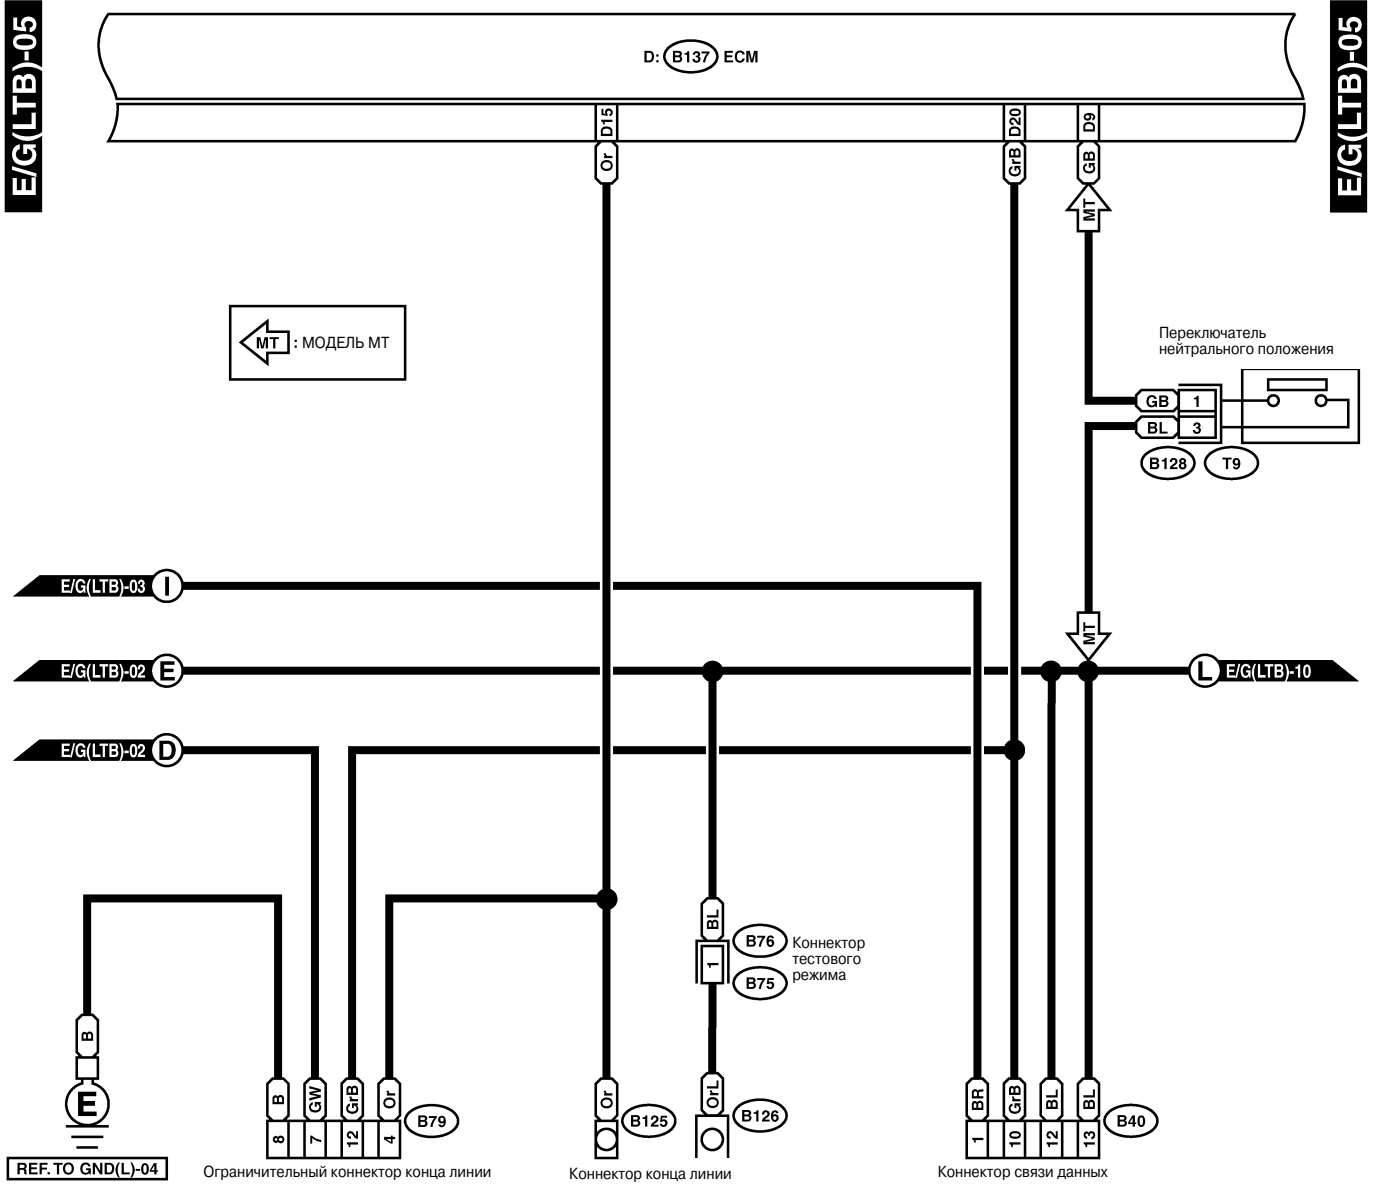 E/G(LTB)-05
E/G(LTB)-05
D: B137 ECM
D15
D20
D9
Or
GrB
GB
MT
MT : МОДЕЛЬ МТ
Переключатель
нейтрального положения
GB 1
BL 3
B128 T9
E/G(LTB)-03 I
MT
E/G(LTB)-02 E
L E/G(LTB)-10
E/G(LTB)-02 D
BL
B76
1
B75
Коннектор
тестового
режима
B
E
REF. TO GND(L)-04
B
GW
GrB
Or
8
7
12
4
B79
Ограничительный коннектор конца линии
Or
B125
OrL
B126
Коннектор конца линии
BR
GrB
BL
BL
1
10
12
13
B40
Коннектор связи данных